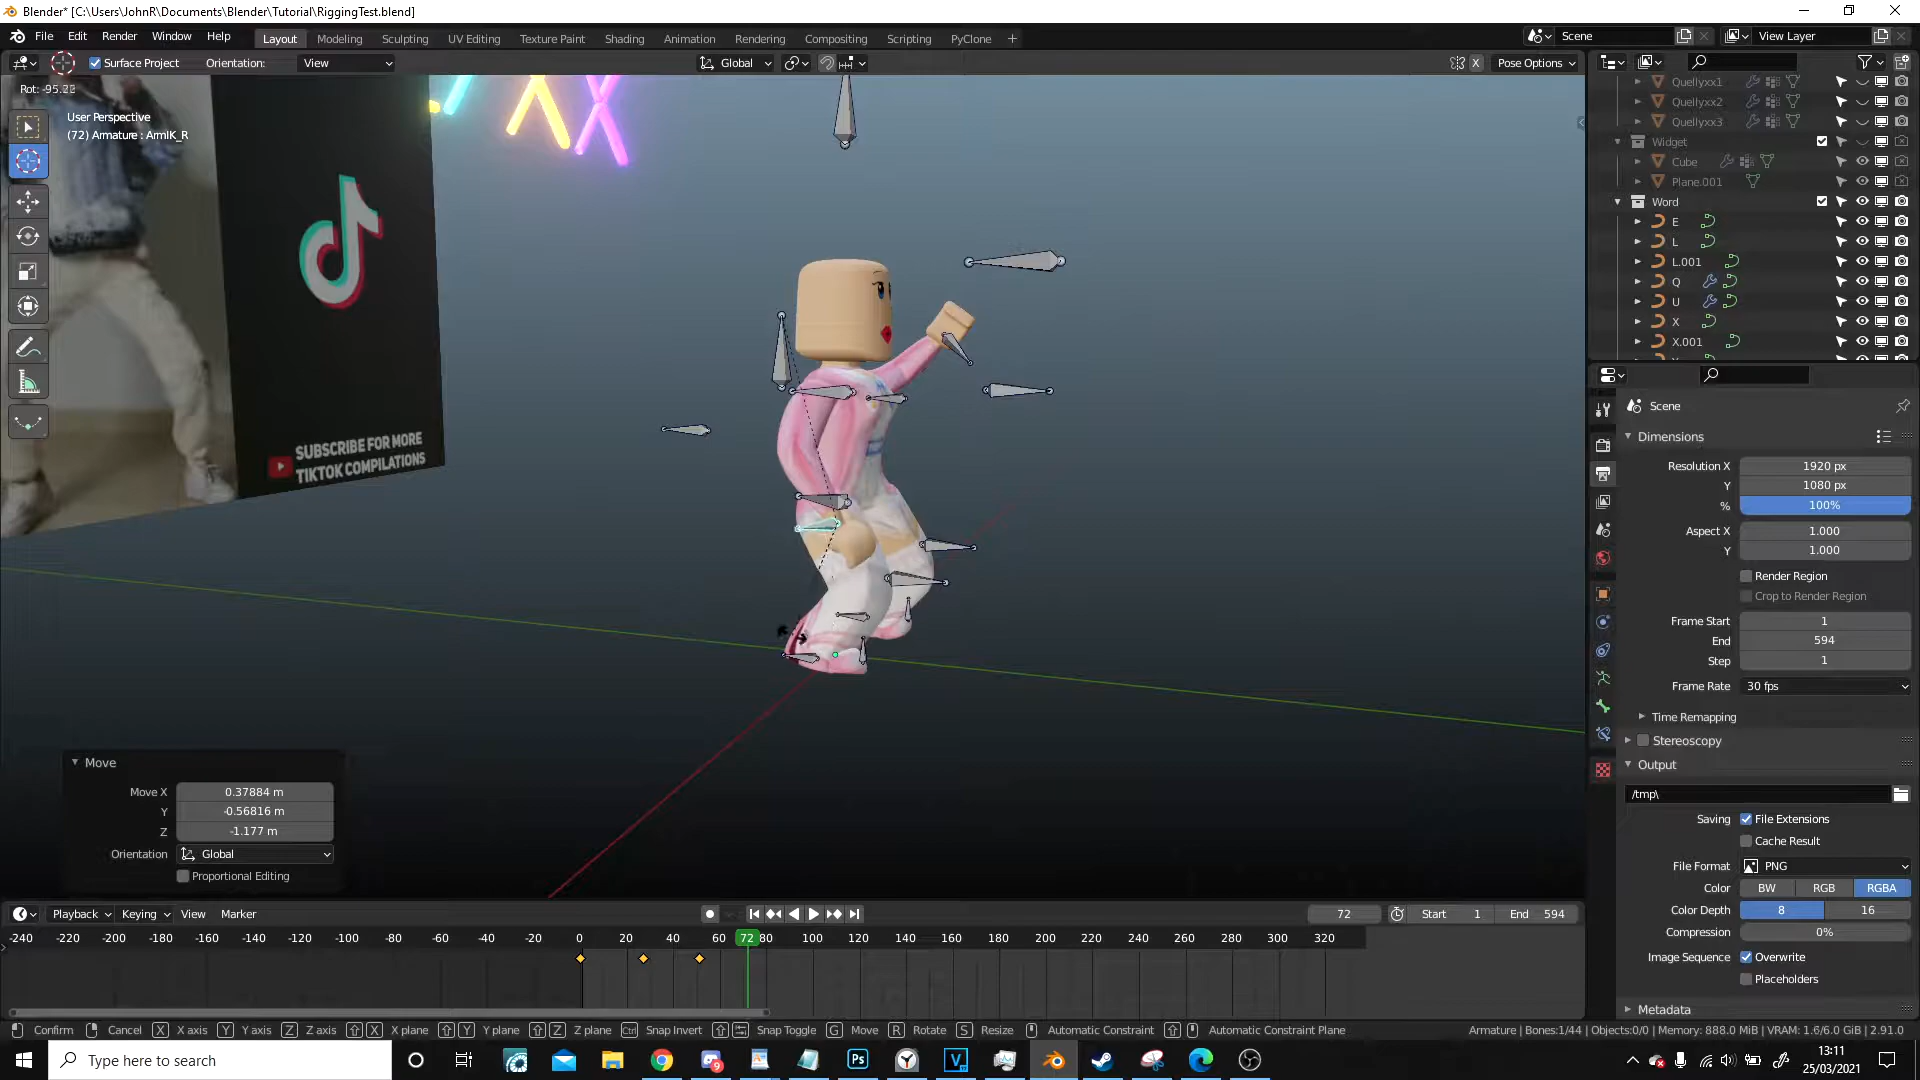 Blender* [C:\Users\JohnR\Documents\Blender\Tutorial\RiggingTest.blend]
File Edit Render Window Help Layout Modeling Sculpting UV Editing Texture Paint Shading Animation Rendering Compositing Scripting PyClone Scene View Layer
Surface Project Orientation: View Global X Pose Options
Rot: -95.22
User Perspective
(72) Armature : ArmIK_R
Quellyxx1
Quellyxx2
Quellyxx3
Widget
Cube
Plane.001
Word
E
L
L.001
Q
U
X
X.001
SUBSCRIBE FOR MORE
TIKTOK COMPILATIONS
Scene
Dimensions
Resolution X 1920 px
Y 1080 px
% 100%
Aspect X 1.000
Y 1.000
Render Region
Crop to Render Region
Frame Start 1
End 594
Step 1
Frame Rate 30 fps
Time Remapping
Stereoscopy
Output
/tmp\
Saving File Extensions
Cache Result
File Format PNG
Color BW RGB RGBA
Color Depth 8 16
Compression 0%
Image Sequence Overwrite
Placeholders
Metadata
Move
Move X 0.37884 m
Y -0.56816 m
Z -1.177 m
Orientation Global
Proportional Editing
Playback Keying View Marker 72 Start 1 End 594
-240 -220 -200 -180 -160 -140 -120 -100 -80 -60 -40 -20 0 20 40 60 72 80 100 120 140 160 180 200 220 240 260 280 300 320
Confirm Cancel X X axis Y Y axis Z Z axis X X plane Y Y plane Z Z plane Ctrl Snap Invert Snap Toggle G Move R Rotate S Resize Automatic Constraint Automatic Constraint Plane Armature | Bones:1/44 | Objects:0/0 | Memory: 888.0 MiB | VRAM: 1.6/6.0 GiB | 2.91.0
Type here to search
Ps
9
V
13:11
25/03/2021